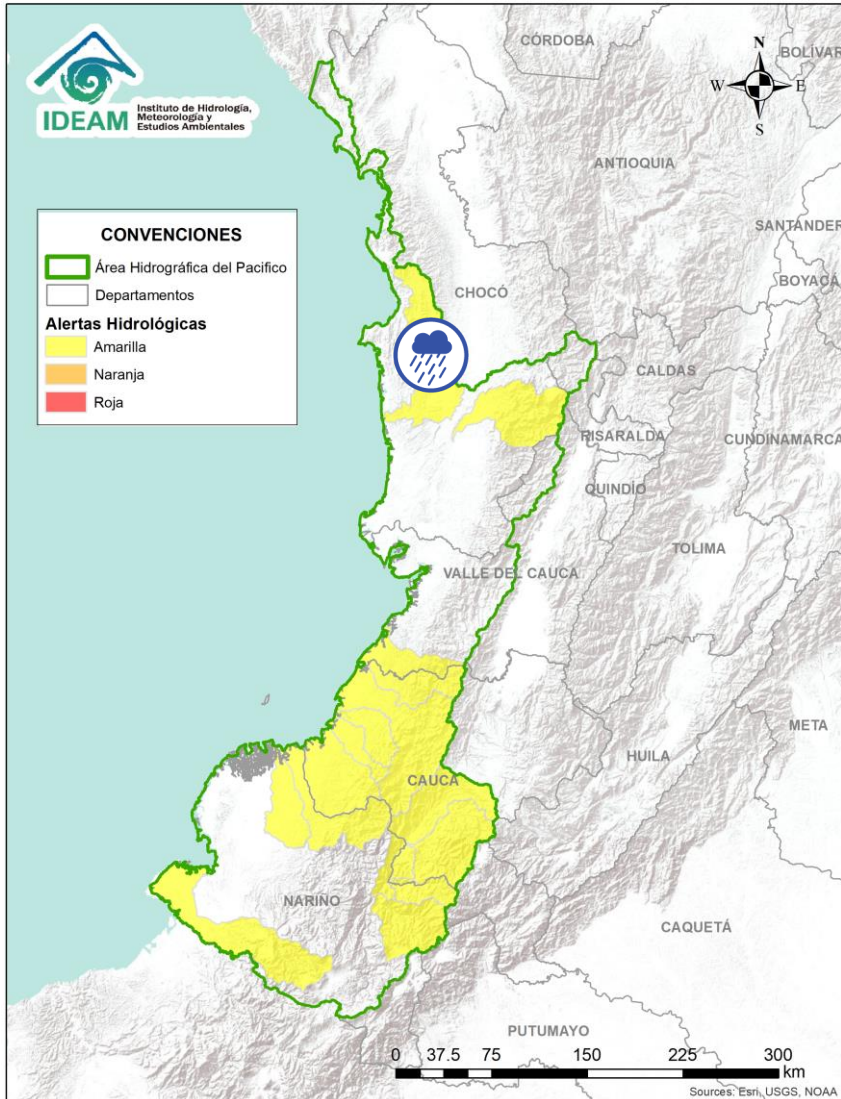 IDEAM
Instituto de Hidrología,
Meteorología y
Estudios Ambientales
N
W E
S
CÓRDOBA
BOLÍVAR
ANTIOQUIA
SANTANDER
BOYACÁ
CONVENCIONES
Área Hidrográfica del Pacifico
Departamentos
Alertas Hidrológicas
Amarilla
Naranja
Roja
CHOCÓ
CALDAS
RISARALDA
CUNDINAMARCA
QUINDÍO
TOLIMA
VALLE DEL CAUCA
META
HUILA
CAUCA
NARIÑO
CAQUETÁ
PUTUMAYO
0 37.5 75 150 225 300
km
Sources: Esri, USGS, NOAA